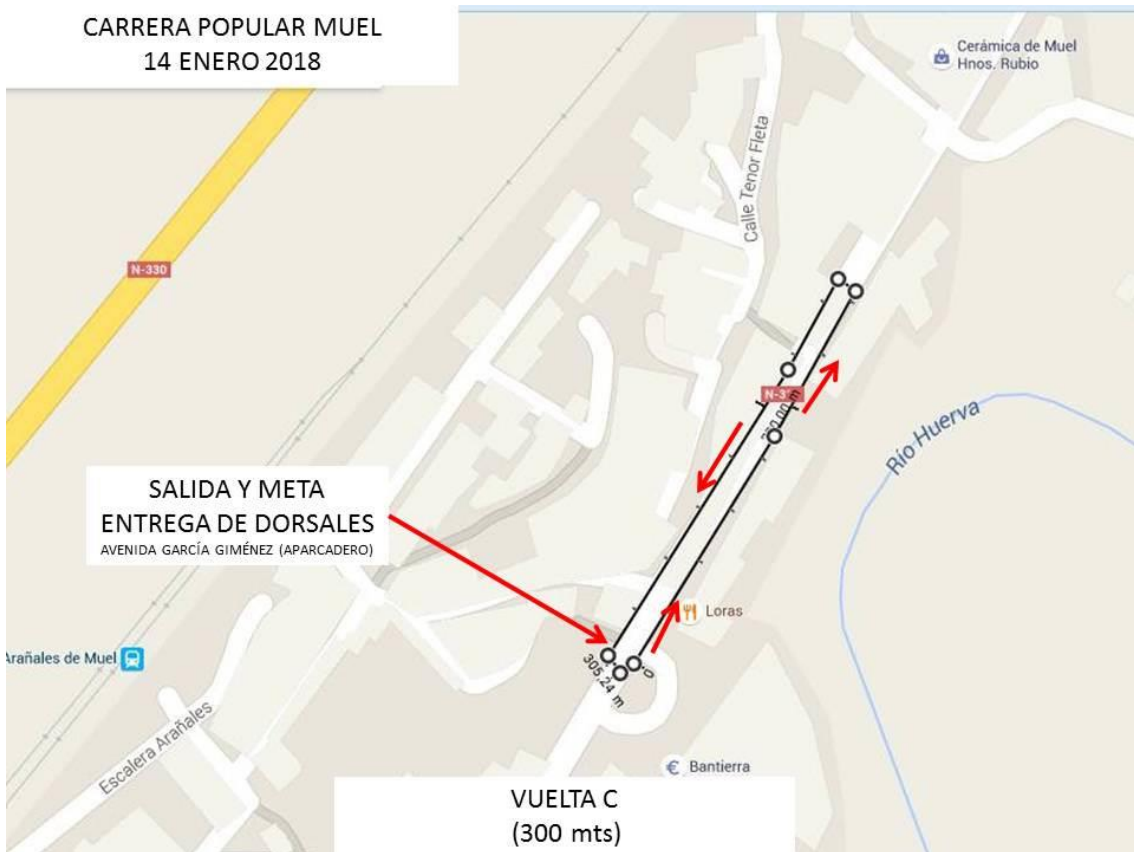 CARRERA POPULAR MUEL
14 ENERO 2018
Cerámica de Muel
Hnos. Rubio
Calle Tenor Fleta
N-330
Río Huerva
SALIDA Y META
ENTREGA DE DORSALES
AVENIDA GARCÍA GIMÉNEZ (APARCADERO)
Loras
305,24 m
Arañales de Muel
Escalera Arañales
Bantierra
VUELTA C
(300 mts)